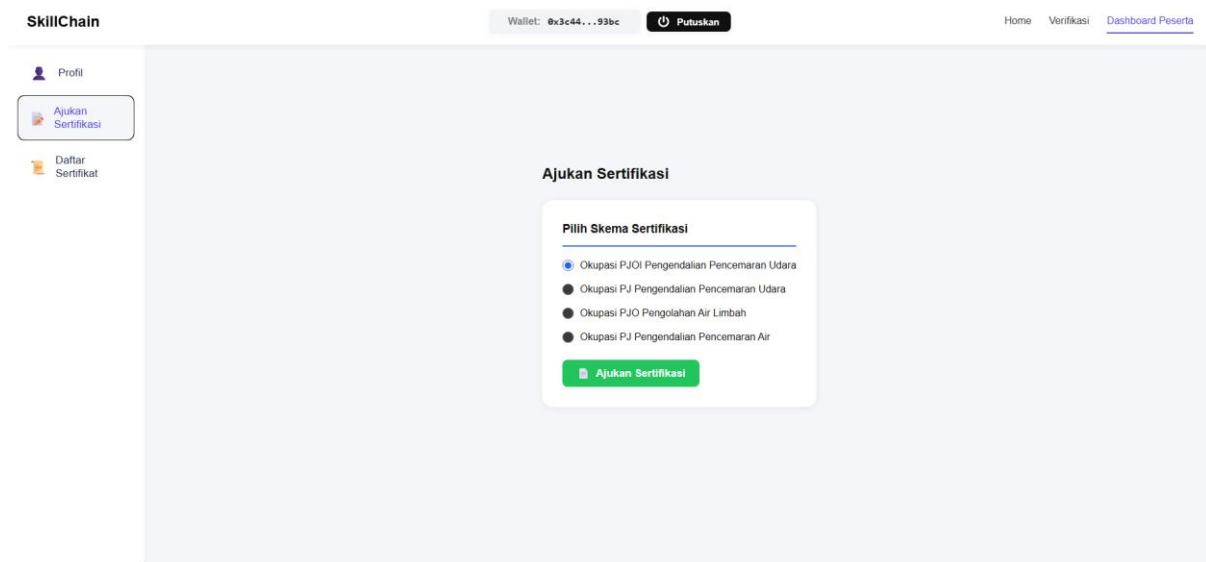 SkillChain
Wallet: 0x3c44...93bc
Putuskan
Home
Verifikasi
Dashboard Peserta
Profil
Ajukan
Sertifikasi
Daftar
Sertifikat
Ajukan Sertifikasi
Pilih Skema Sertifikasi
Okupasi PJOI Pengendalian Pencemaran Udara
Okupasi PJ Pengendalian Pencemaran Udara
Okupasi PJO Pengolahan Air Limbah
Okupasi PJ Pengendalian Pencemaran Air
Ajukan Sertifikasi